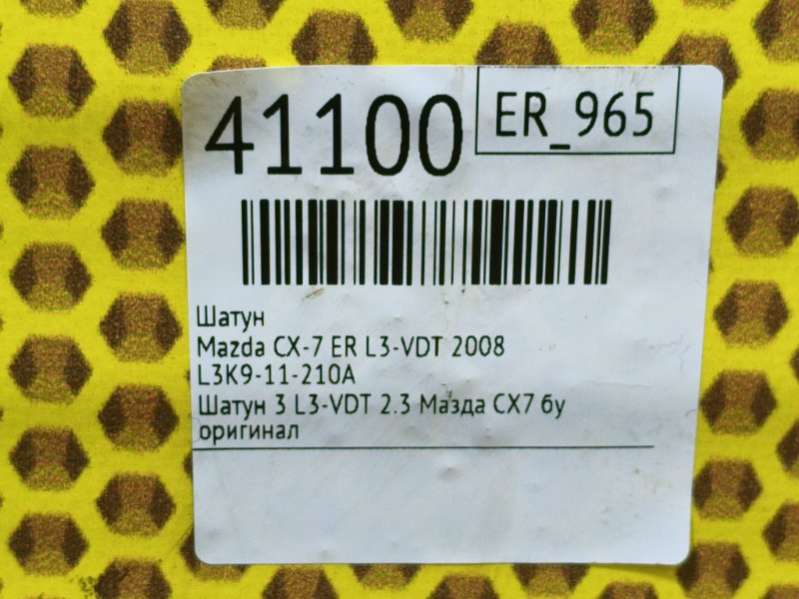 41100
ER_965
Шатун
Mazda CX-7 ER L3-VDT 2008
L3K9-11-210A
Шатун 3 L3-VDT 2.3 Мазда СХ7 бу
оригинал